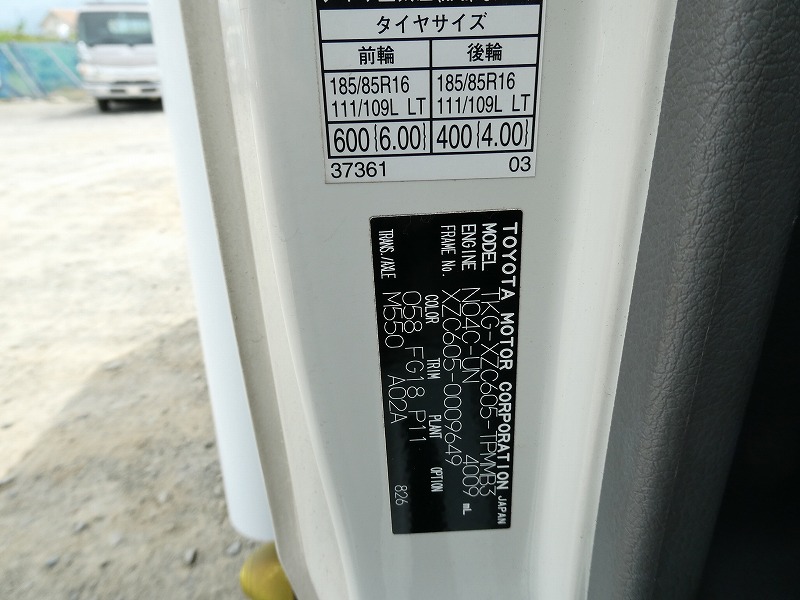 タイヤサイズ
前輪 後輪
185/85R16 185/85R16
111/109L LT 111/109L LT
600{6.00} 400{4.00}
37361 03
TOYOTA MOTOR CORPORATION JAPAN
MODEL TKG-XZC605-TPMMB3
ENGINE N04C-UN 4009 mL
FRAME No. XZC605-0009649
COLOR TRIM PLANT OPTION
058 FG18 P11
TRANS./AXLE M550 A02A
826